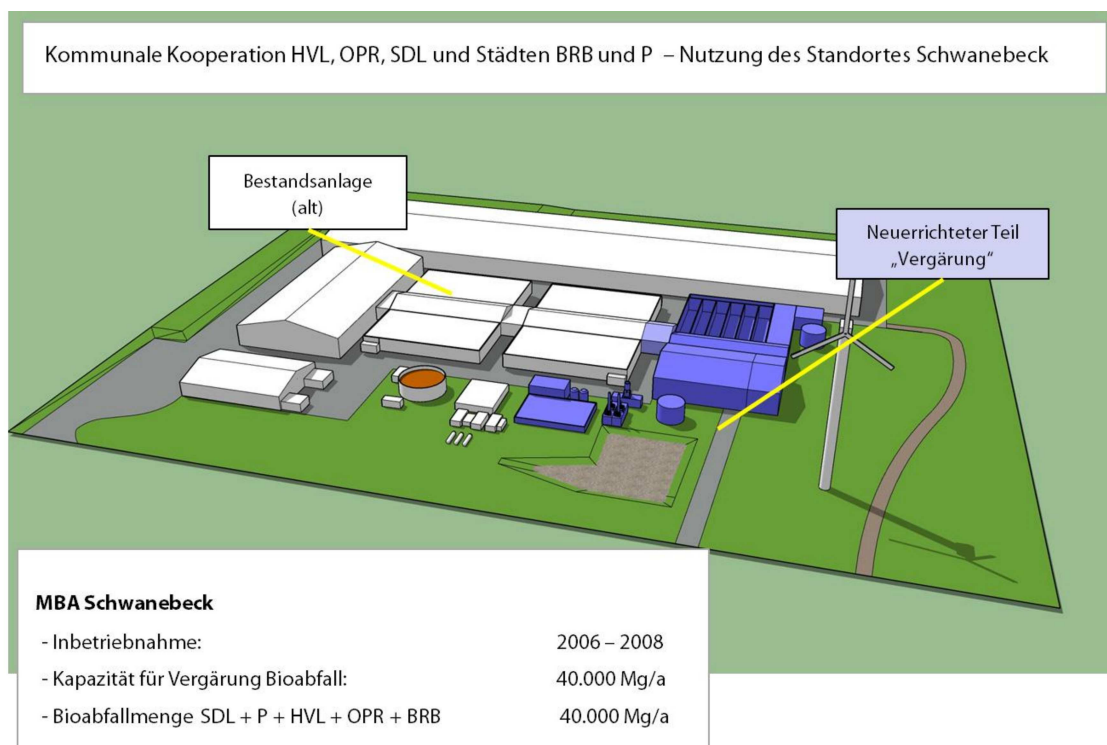 Kommunale Kooperation HVL, OPR, SDL und Städten BRB und P – Nutzung des Standortes Schwanebeck
Bestandsanlage
(alt)
Neuerrichteter Teil
„Vergärung“
MBA Schwanebeck
- Inbetriebnahme: 2006 – 2008
- Kapazität für Vergärung Bioabfall: 40.000 Mg/a
- Bioabfallmenge SDL + P + HVL + OPR + BRB 40.000 Mg/a